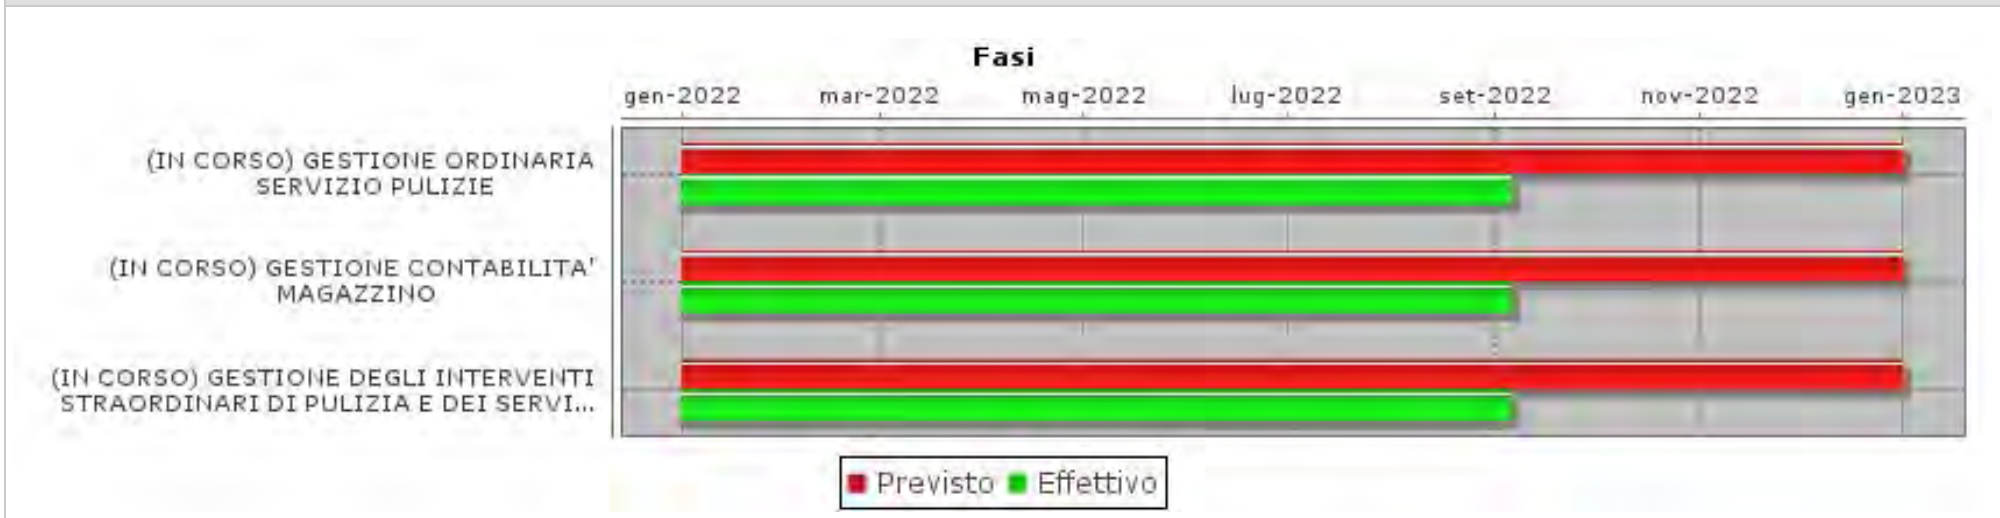 Fasi
gen-2022 mar-2022 mag-2022 lug-2022 set-2022 nov-2022 gen-2023
(IN CORSO) GESTIONE ORDINARIA
SERVIZIO PULIZIE
(IN CORSO) GESTIONE CONTABILITA'
MAGAZZINO
(IN CORSO) GESTIONE DEGLI INTERVENTI
STRAORDINARI DI PULIZIA E DEI SERVI...
Previsto Effettivo